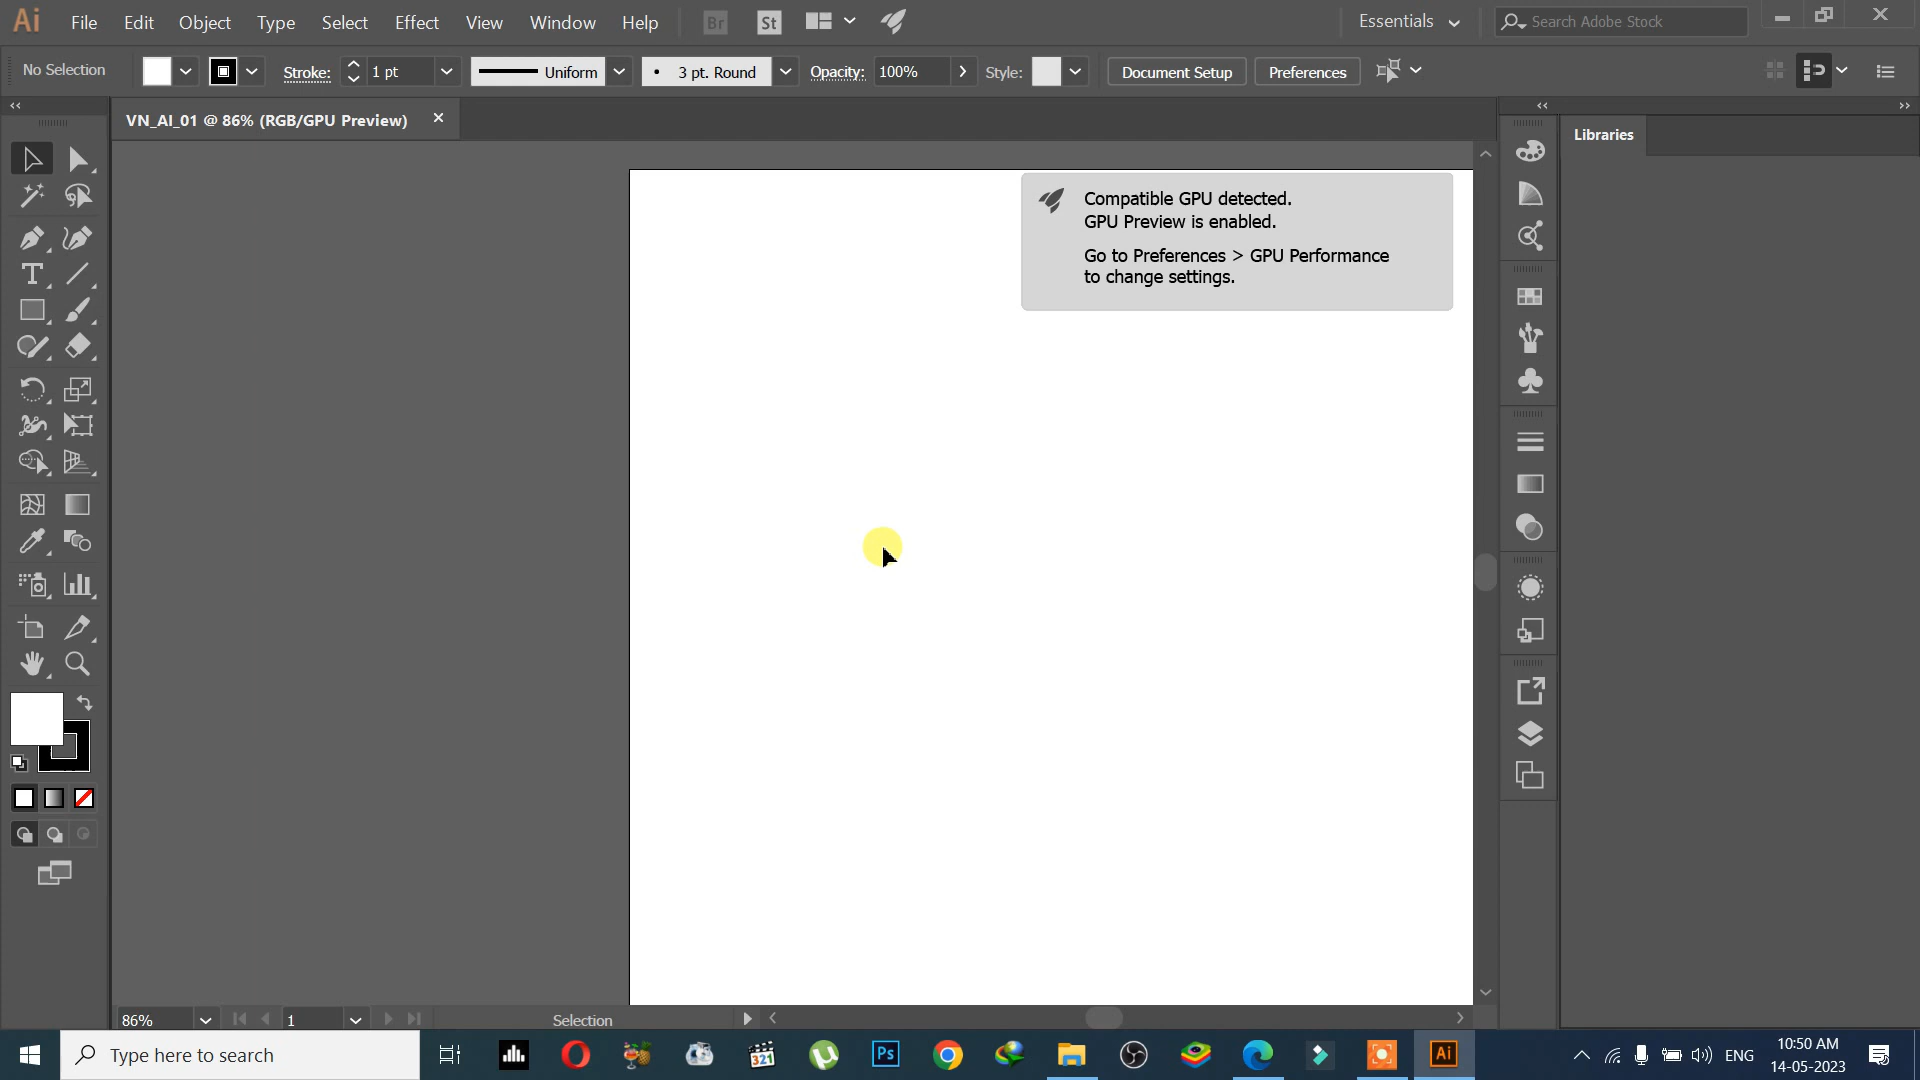 Ai File Edit Object Type Select Effect View Window Help Br St Essentials Search Adobe Stock
No Selection Stroke: 1 pt Uniform 3 pt. Round Opacity: 100% Style: Document Setup Preferences
VN_AI_01 @ 86% (RGB/GPU Preview)
Libraries
Compatible GPU detected.
GPU Preview is enabled.
Go to Preferences > GPU Performance
to change settings.
86% 1 Selection
Type here to search 321 Ps Ai ENG
10:50 AM
14-05-2023